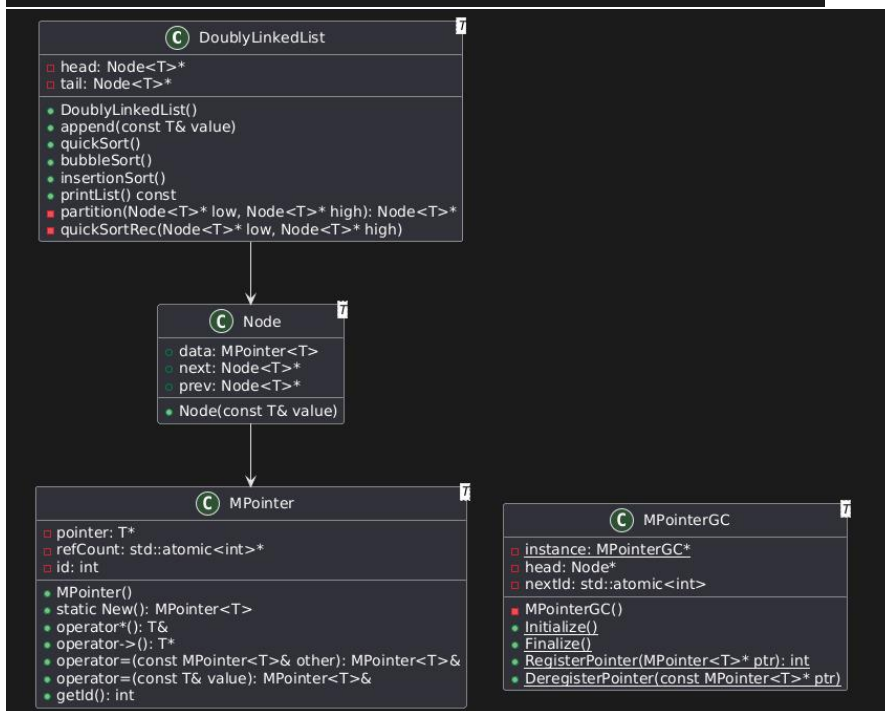 T
C DoublyLinkedList
head: Node<T>*
tail: Node<T>*
DoublyLinkedList()
append(const T& value)
quickSort()
bubbleSort()
insertionSort()
printList() const
partition(Node<T>* low, Node<T>* high): Node<T>*
quickSortRec(Node<T>* low, Node<T>* high)
T
C Node
data: MPointer<T>
next: Node<T>*
prev: Node<T>*
Node(const T& value)
T
C MPointer
pointer: T*
refCount: std::atomic<int>*
id: int
MPointer()
static New(): MPointer<T>
operator*(): T&
operator->(): T*
operator=(const MPointer<T>& other): MPointer<T>&
operator=(const T& value): MPointer<T>&
getId(): int
T
C MPointerGC
instance: MPointerGC*
head: Node*
nextId: std::atomic<int>
MPointerGC()
Initialize()
Finalize()
RegisterPointer(MPointer<T>* ptr): int
DeregisterPointer(const MPointer<T>* ptr)